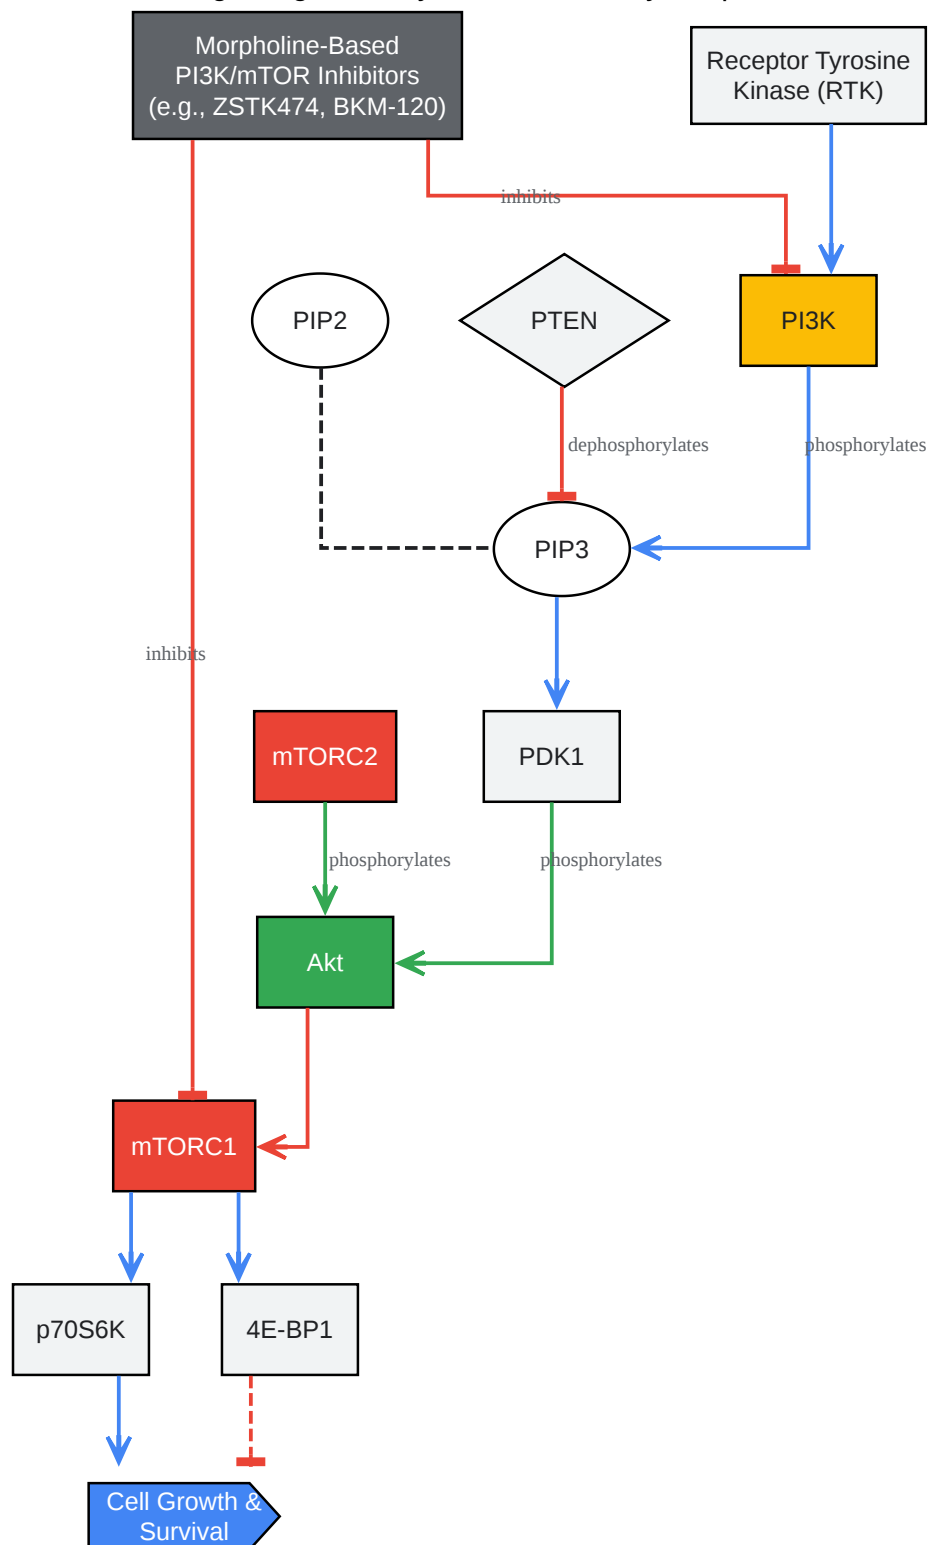 Morpholine-Based
PI3K/mTOR Inhibitors
(e.g., ZSTK474, BKM-120)
Receptor Tyrosine
Kinase (RTK)
inhibits
PIP2
PTEN
PI3K
dephosphorylates
phosphorylates
PIP3
inhibits
mTORC2
PDK1
phosphorylates
phosphorylates
Akt
mTORC1
p70S6K
4E-BP1
Cell Growth &
Survival